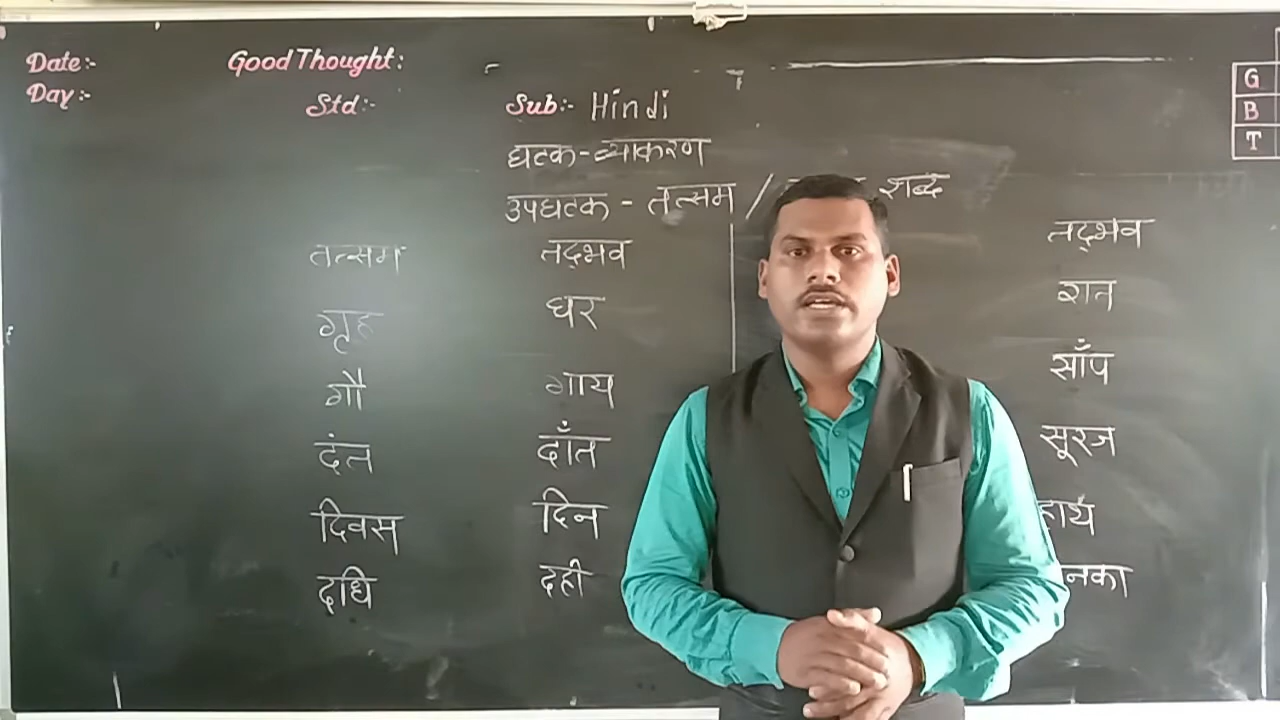 Date:-
Good Thought:
Day:-
Std:-
Sub:- Hindi
G
B
T
घटक - व्याकरण
उपघटक - तत्सम / शब्द
तत्सम तद्भव
तद्भव
गृह घर
रात
गौ गाय
साँप
दंत दाँत
सूरज
दिवस दिन
हाथ
दधि दही